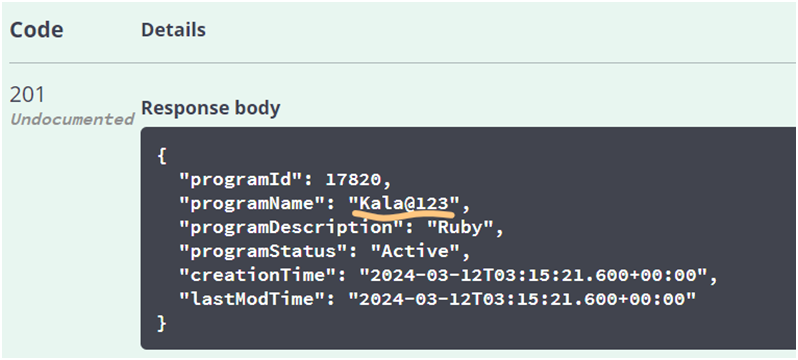 Code Details
201
Undocumented
Response body
{
"programId": 17820,
"programName": "Kala@123",
"programDescription": "Ruby",
"programStatus": "Active",
"creationTime": "2024-03-12T03:15:21.600+00:00",
"lastModTime": "2024-03-12T03:15:21.600+00:00"
}